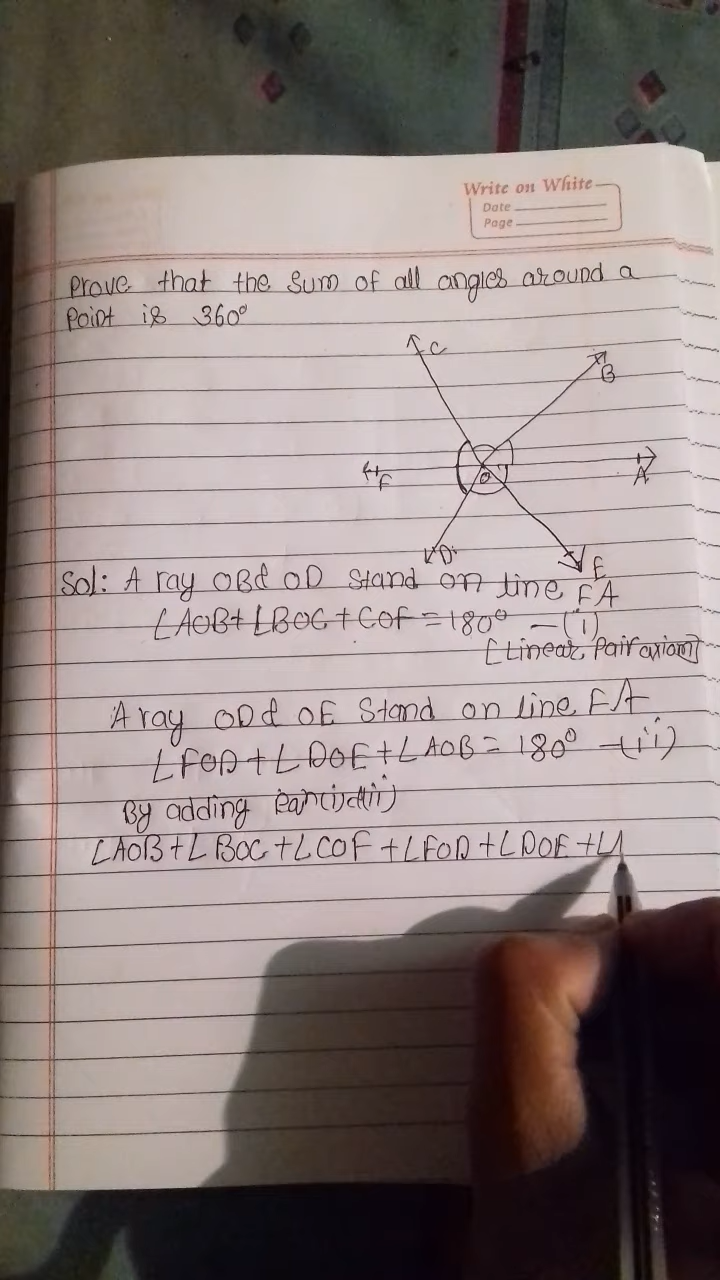 Write on White
Date
Page
Prove that the sum of all angles around a
Point is 360°
C
B
F
O
A
D
E
Sol: A ray OB & OD Stand on line FA
∠AOB + ∠BOC + COF = 180° - (i)
[Linear Pair axiom]
A ray OD & OE Stand on line FA
∠FOD + ∠DOE + ∠AOB = 180° - (ii)
By adding (i) & (ii)
∠AOB + ∠BOC + ∠COF + ∠FOD + ∠DOE + ∠